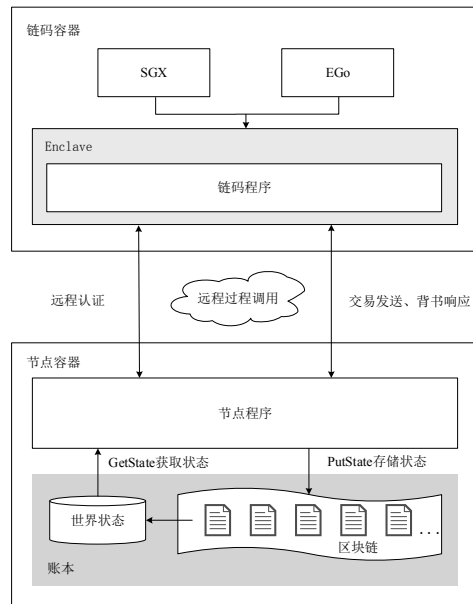 链码容器
SGX
EGo
Enclave
链码程序
远程认证
远程过程调用
交易发送、背书响应
节点容器
节点程序
GetState获取状态
PutState存储状态
世界状态
...
区块链
账本